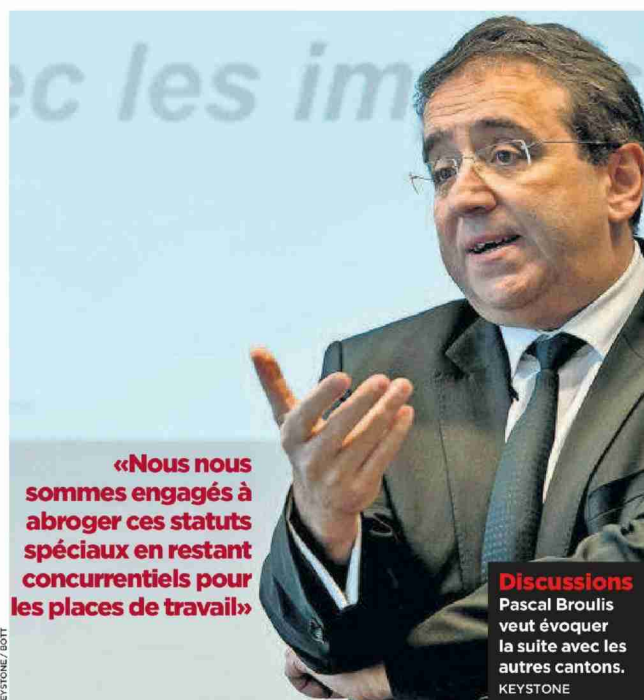 ec les im
«Nous nous
sommes engagés à
abroger ces statuts
spéciaux en restant
concurrentiels pour
les places de travail»
Discussions
Pascal Broulis
veut évoquer
la suite avec les
autres cantons.
KEYSTONE
EYSTONE / BOTT